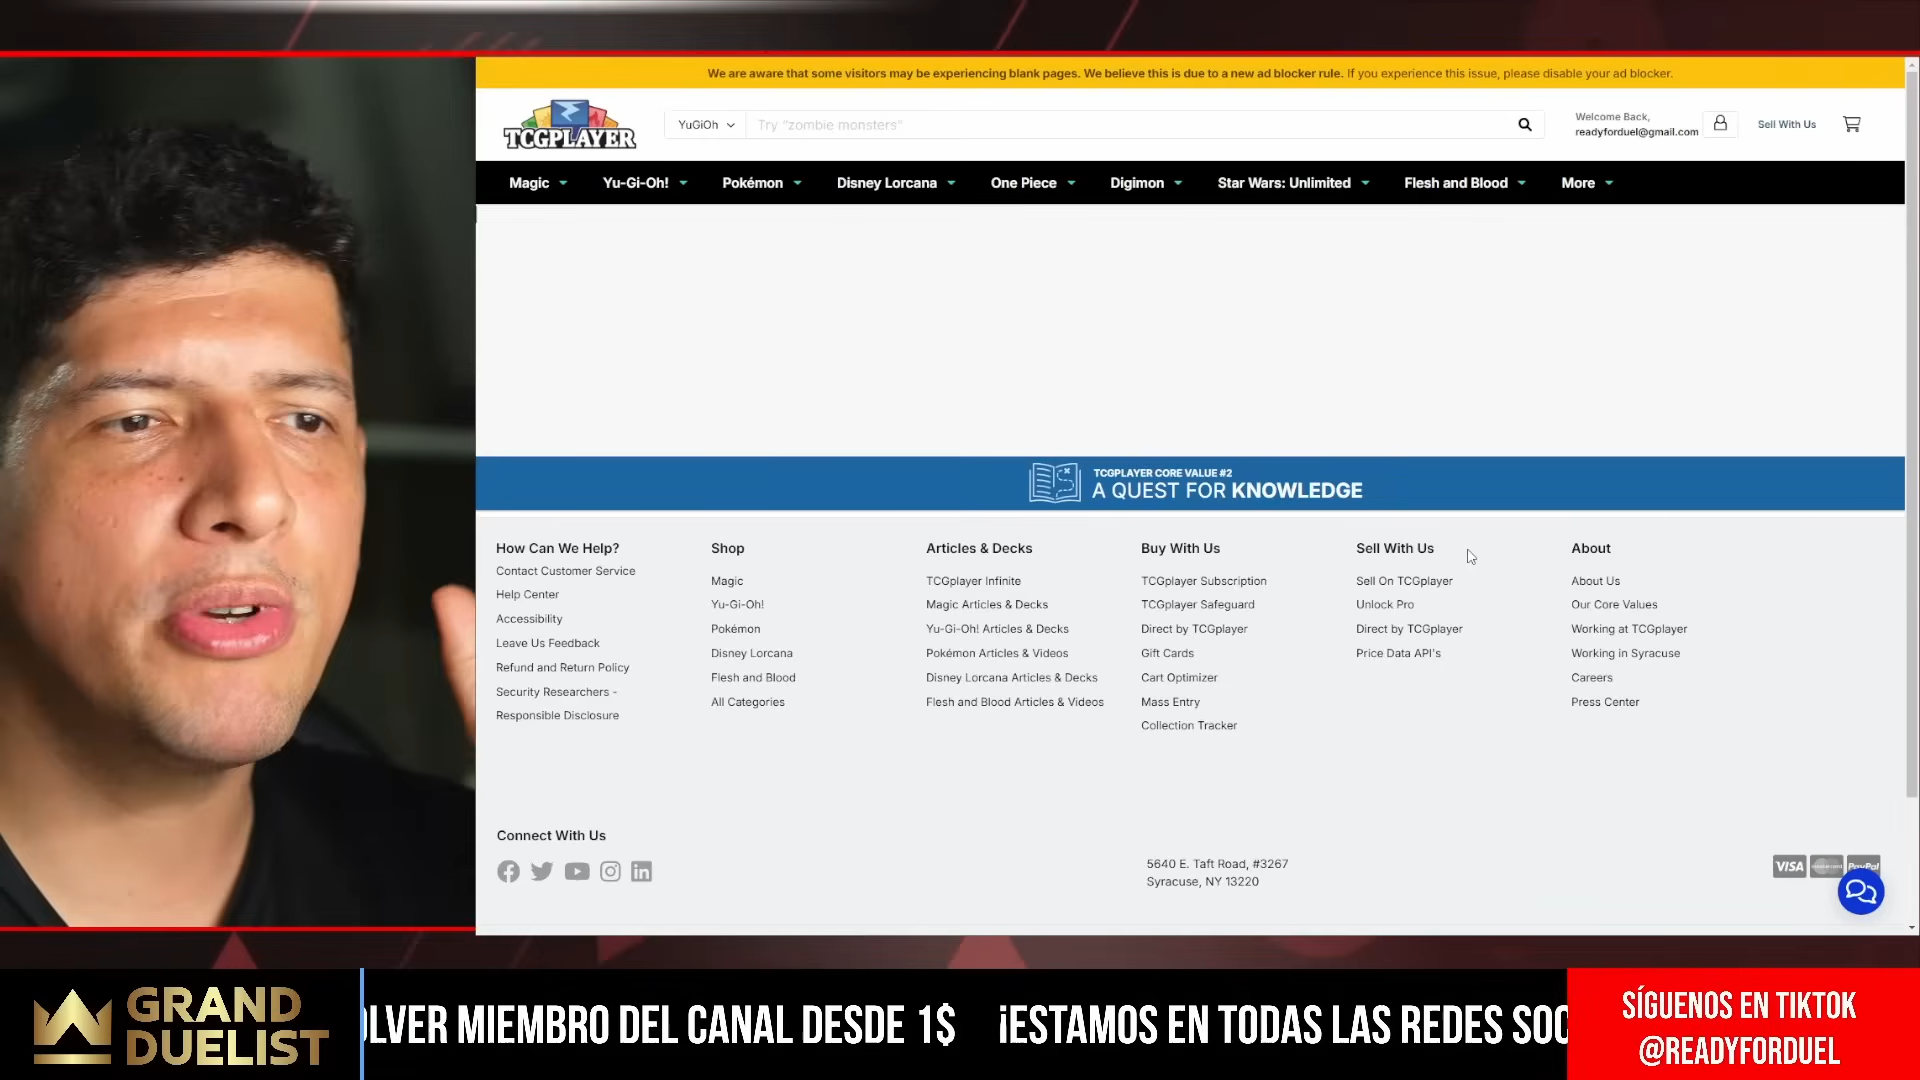 We are aware that some visitors may be experiencing blank pages. We believe this is due to a new ad blocker rule. If you experience this issue, please disable your ad blocker.
TCGPLAYER
YuGiOh
Try "zombie monsters"
Welcome Back,
readyforduel@gmail.com
Sell With Us
Magic
Yu-Gi-Oh!
Pokémon
Disney Lorcana
One Piece
Digimon
Star Wars: Unlimited
Flesh and Blood
More
TCGPLAYER CORE VALUE #2
A QUEST FOR KNOWLEDGE
How Can We Help?
Contact Customer Service
Help Center
Accessibility
Leave Us Feedback
Refund and Return Policy
Security Researchers -
Responsible Disclosure
Shop
Magic
Yu-Gi-Oh!
Pokémon
Disney Lorcana
Flesh and Blood
All Categories
Articles & Decks
TCGplayer Infinite
Magic Articles & Decks
Yu-Gi-Oh! Articles & Decks
Pokémon Articles & Videos
Disney Lorcana Articles & Decks
Flesh and Blood Articles & Videos
Buy With Us
TCGplayer Subscription
TCGplayer Safeguard
Direct by TCGplayer
Gift Cards
Cart Optimizer
Mass Entry
Collection Tracker
Sell With Us
Sell On TCGplayer
Unlock Pro
Direct by TCGplayer
Price Data API's
About
About Us
Our Core Values
Working at TCGplayer
Working in Syracuse
Careers
Press Center
Connect With Us
5640 E. Taft Road, #3267
Syracuse, NY 13220
VISA
PayPal
GRAND
DUELIST
OLVER MIEMBRO DEL CANAL DESDE 1$ ¡ESTAMOS EN TODAS LAS REDES SOC
SÍGUENOS EN TIKTOK
@READYFORDUEL